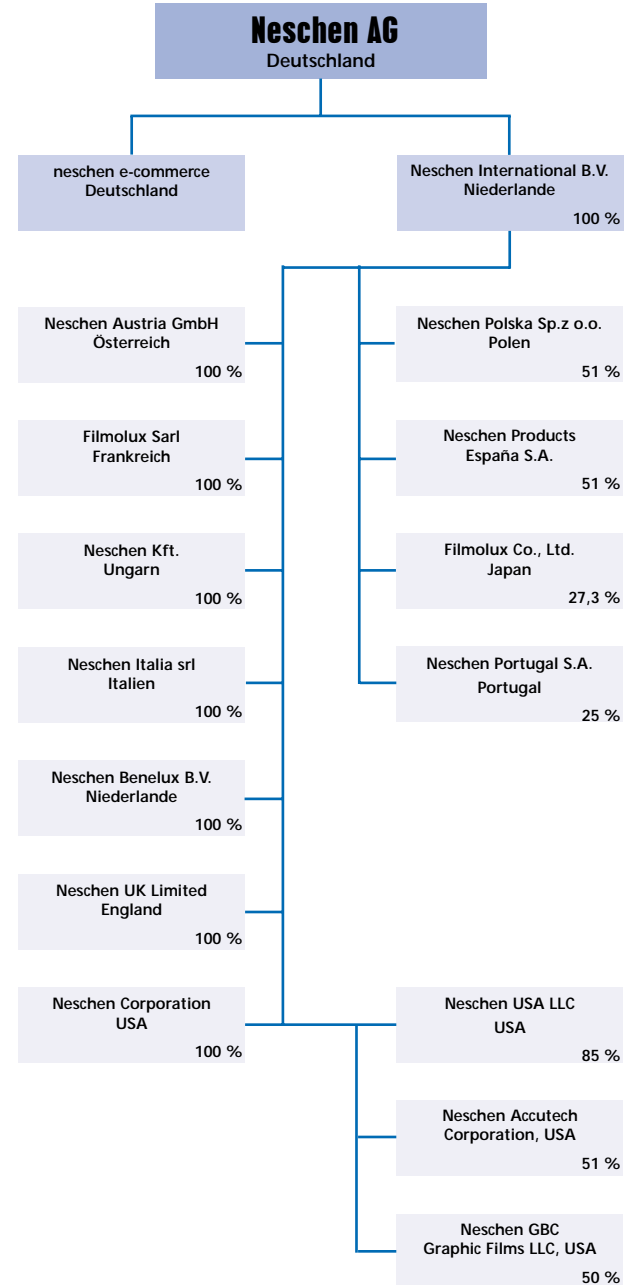 Neschen AG
Deutschland
neschen e-commerce
Deutschland
Neschen International B.V.
Niederlande
100 %
Neschen Austria GmbH
Österreich
100 %
Neschen Polska Sp.z o.o.
Polen
51 %
Filmolux Sarl
Frankreich
100 %
Neschen Products
España S.A.
51 %
Neschen Kft.
Ungarn
100 %
Filmolux Co., Ltd.
Japan
27,3 %
Neschen Italia srl
Italien
100 %
Neschen Portugal S.A.
Portugal
25 %
Neschen Benelux B.V.
Niederlande
100 %
Neschen UK Limited
England
100 %
Neschen Corporation
USA
100 %
Neschen USA LLC
USA
85 %
Neschen Accutech
Corporation, USA
51 %
Neschen GBC
Graphic Films LLC, USA
50 %